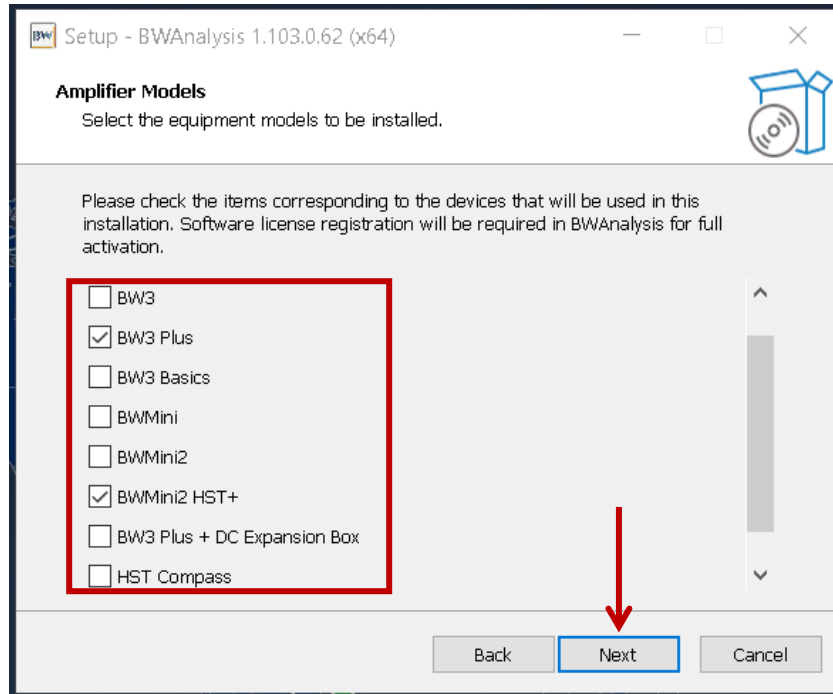 BW Setup - BWAnalysis 1.103.0.62 (x64)
Amplifier Models
Select the equipment models to be installed.
Please check the items corresponding to the devices that will be used in this
installation. Software license registration will be required in BWAnalysis for full
activation.
BW3
BW3 Plus
BW3 Basics
BWMini
BWMini2
BWMini2 HST+
BW3 Plus + DC Expansion Box
HST Compass
Back Next Cancel